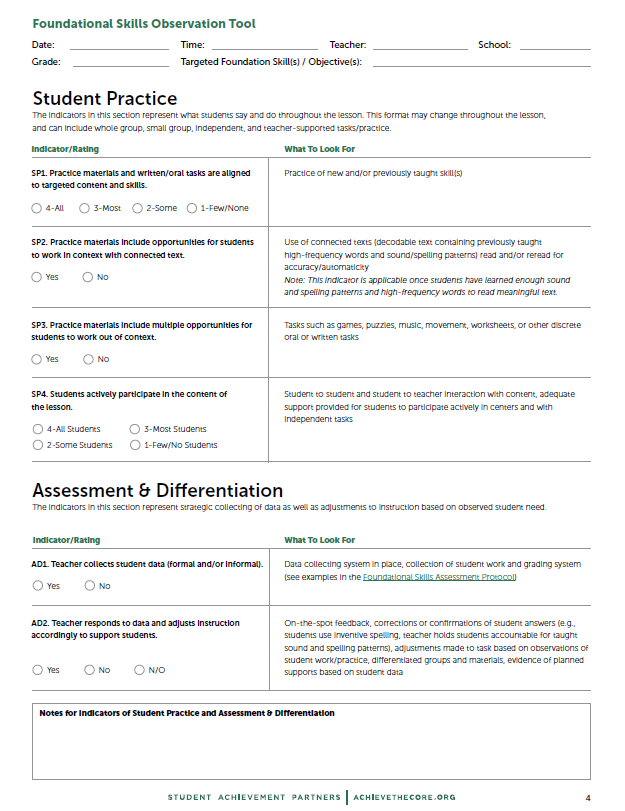 Foundational Skills Observation Tool
Date: Time: Teacher: School:
Grade: Targeted Foundation Skill(s) / Objective(s):
Student Practice
The indicators in this section represent what students say and do throughout the lesson. This format may change throughout the lesson,
and can include whole group, small group, independent, and teacher-supported tasks/practice.
Indicator/Rating What To Look For
SP1. Practice materials and written/oral tasks are aligned
to targeted content and skills.
4-All 3-Most 2-Some 1-Few/None
Practice of new and/or previously taught skill(s)
SP2. Practice materials include opportunities for students
to work in context with connected text.
Yes No
Use of connected texts (decodable text containing previously taught
high-frequency words and sound/spelling patterns) read and/or reread for
accuracy/automaticity
Note: This indicator is applicable once students have learned enough sound
and spelling patterns and high-frequency words to read meaningful text.
SP3. Practice materials include multiple opportunities for
students to work out of context.
Yes No
Tasks such as games, puzzles, music, movement, worksheets, or other discrete
oral or written tasks
SP4. Students actively participate in the content of
the lesson.
4-All Students 3-Most Students
2-Some Students 1-Few/No Students
Student to student and student to teacher interaction with content, adequate
support provided for students to participate actively in centers and with
independent tasks
Assessment & Differentiation
The indicators in this section represent strategic collecting of data as well as adjustments to instruction based on observed student need.
Indicator/Rating What To Look For
AD1. Teacher collects student data (formal and/or informal).
Yes No
Data collecting system in place, collection of student work and grading system
(see examples in the Foundational Skills Assessment Protocol)
AD2. Teacher responds to data and adjusts instruction
accordingly to support students.
Yes No N/O
On-the-spot feedback, corrections or confirmations of student answers (e.g.,
students use inventive spelling, teacher holds students accountable for taught
sound and spelling patterns), adjustments made to task based on observations of
student work/practice, differentiated groups and materials, evidence of planned
supports based on student data
Notes for Indicators of Student Practice and Assessment & Differentiation
STUDENT ACHIEVEMENT PARTNERS | ACHIEVETHECORE.ORG
4